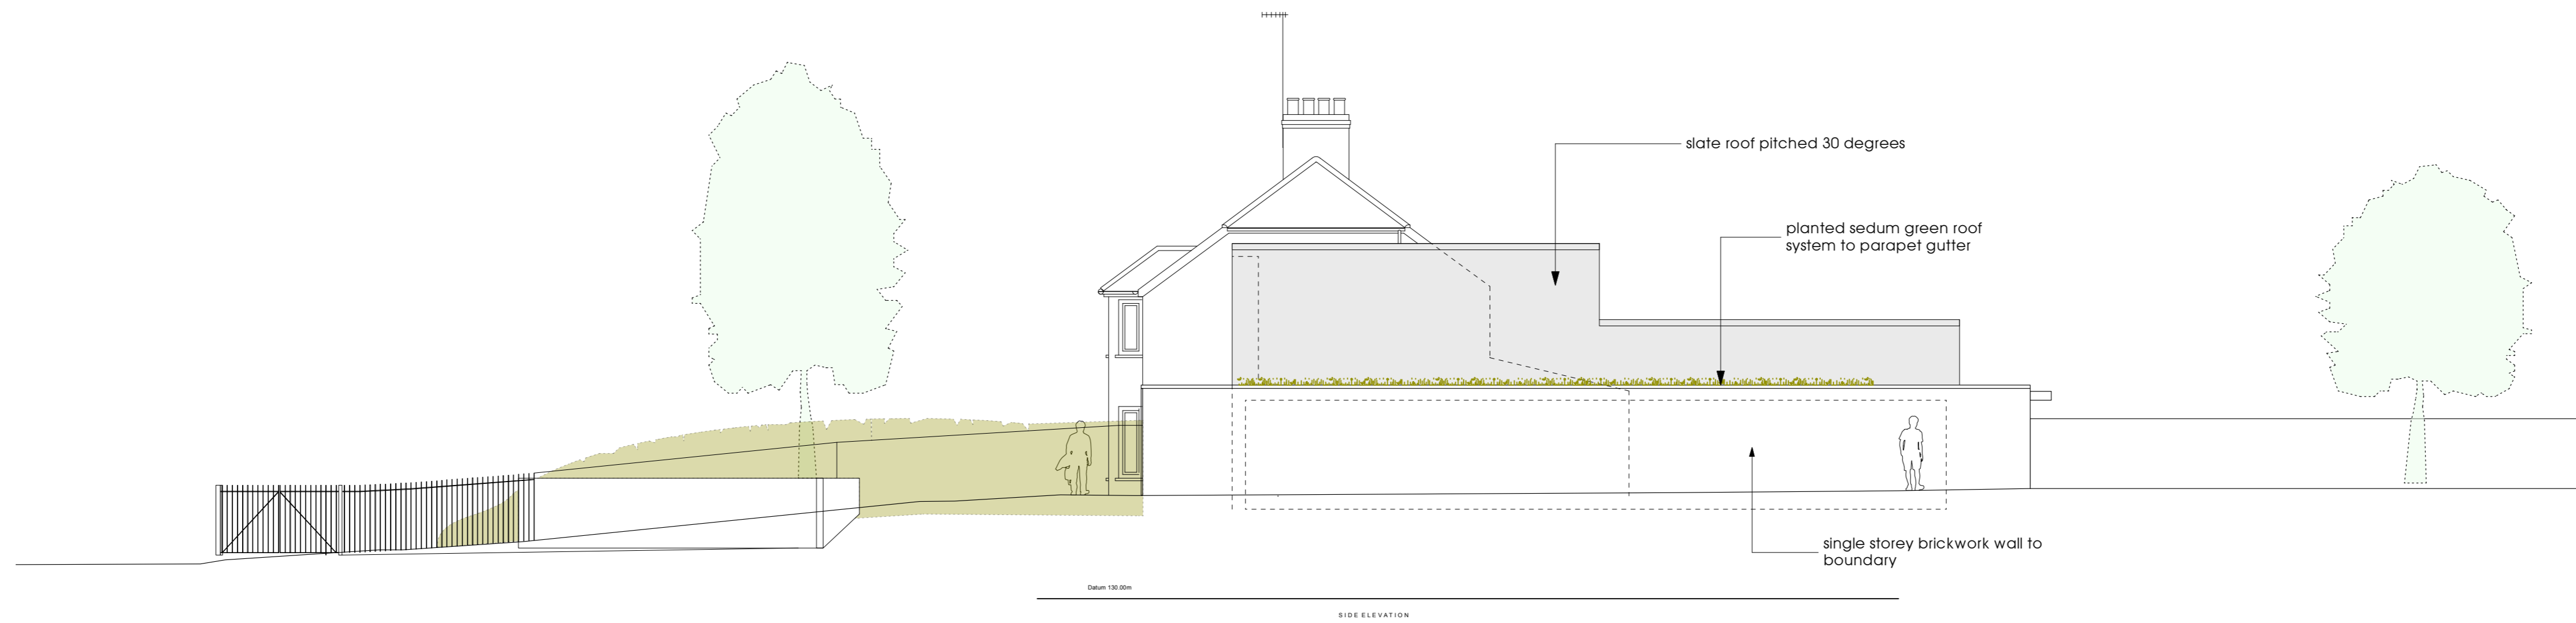 slate roof pitched 30 degrees
planted sedum green roof
system to parapet gutter
single storey brickwork wall to
boundary
Datum 130.00m
SIDE ELEVATION